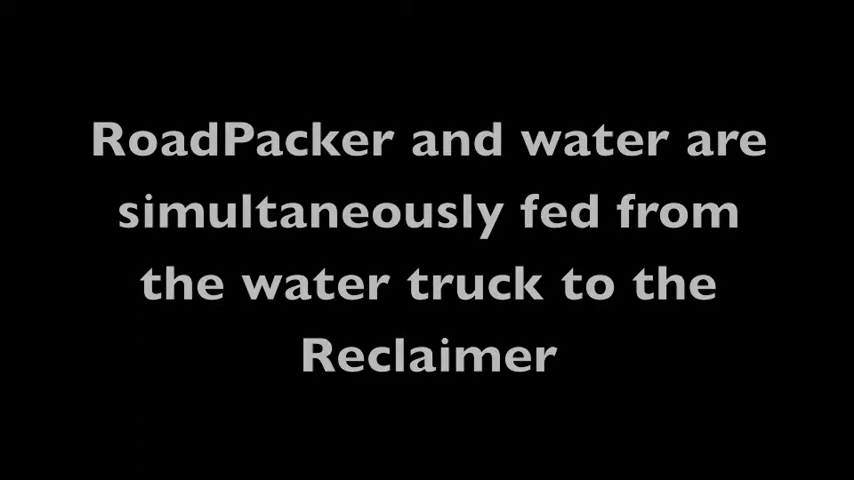 RoadPacker and water are
simultaneously fed from
the water truck to the
Reclaimer